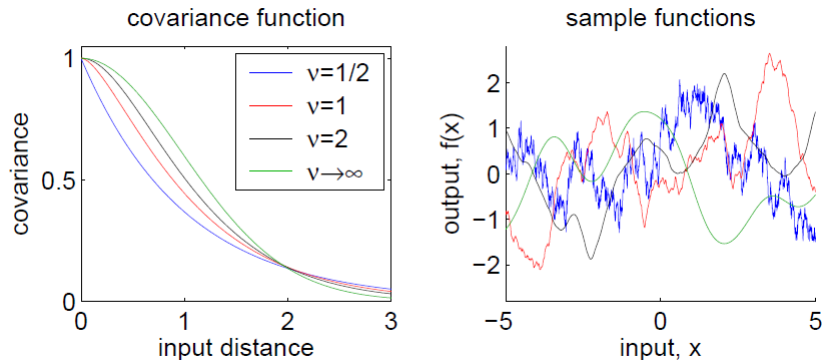 covariance function
1
0.5
0
covariance
ν=1/2
ν=1
ν=2
ν→∞
0 1 2 3
input distance
sample functions
2
1
0
−1
−2
output, f(x)
−5 0 5
input, x